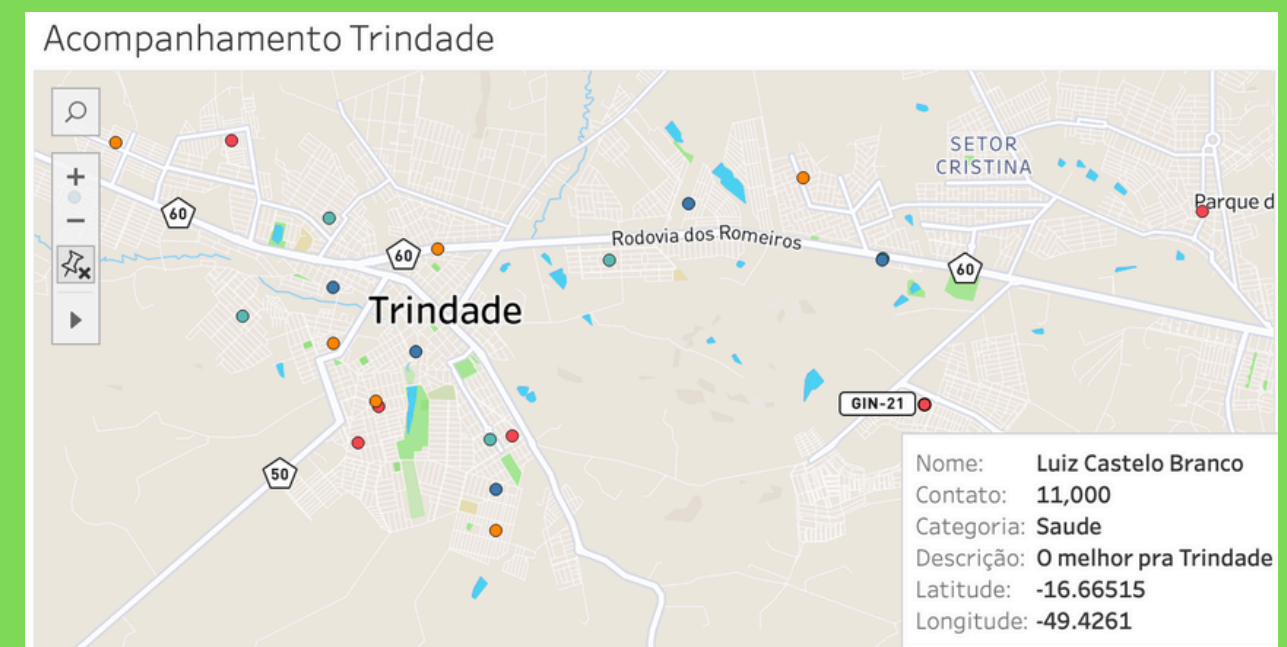 Acompanhamento Trindade
SETOR
CRISTINA
Parque d
60
Rodovia dos Romeiros
60
60
Trindade
GIN-21
50
Nome: Luiz Castelo Branco
Contato: 11,000
Categoria: Saude
Descrição: O melhor pra Trindade
Latitude: -16.66515
Longitude: -49.4261